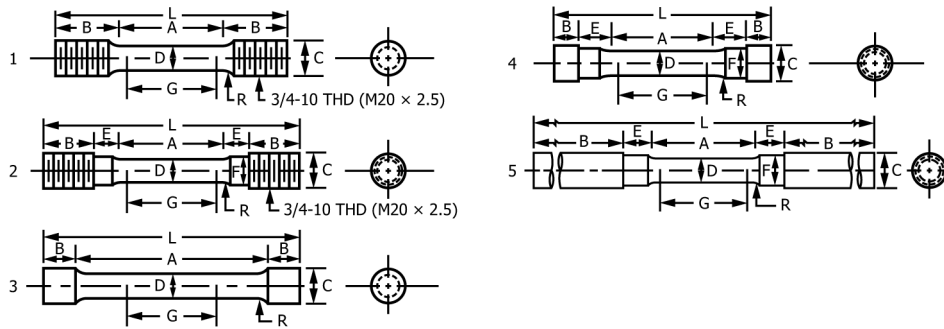 L
B A B
1 D C
G
R 3/4-10 THD (M20 × 2.5)
L
B E A E B
2 D F C
G
R 3/4-10 THD (M20 × 2.5)
L
B A B
3 D C
G
R
L
B E A E B
4 D F C
G
R
L
B E A E B
5 D F C
G
R